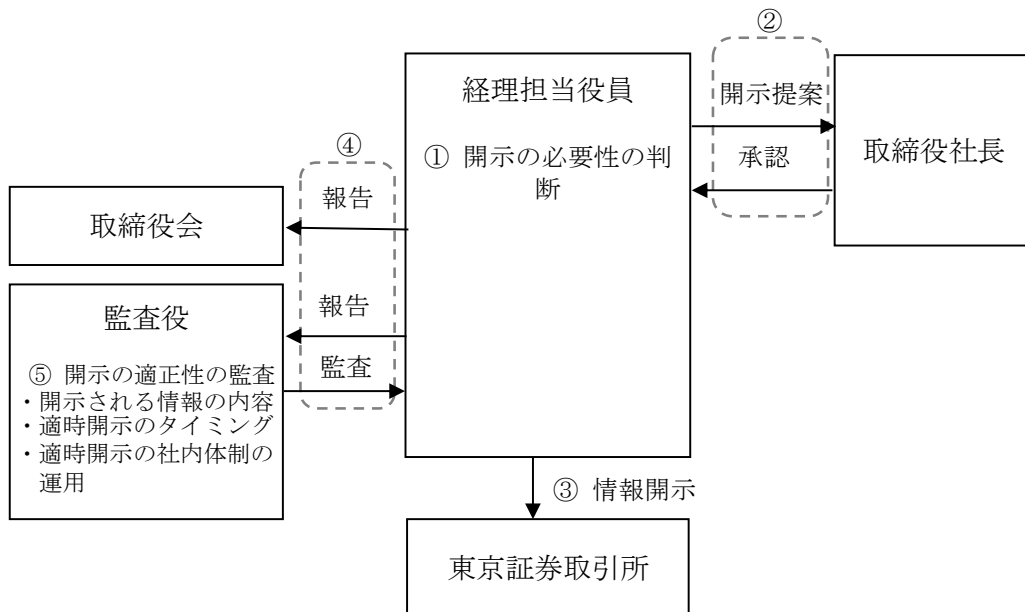 ②
経理担当役員
開示提案
④
① 開示の必要性の判
断
承認
取締役社長
報告
取締役会
報告
監査役
監査
⑤ 開示の適正性の監査
・開示される情報の内容
・適時開示のタイミング
・適時開示の社内体制の
運用
③ 情報開示
東京証券取引所